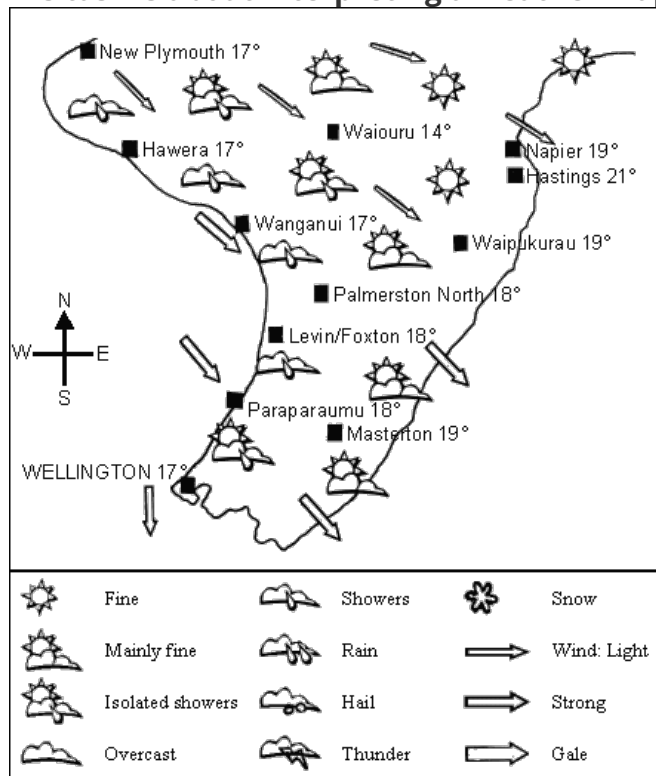 New Plymouth 17°
Waiouru 14°
Hawera 17°
Napier 19°
Hastings 21°
Wanganui 17°
Waipukurau 19°
Palmerston North 18°
N
W E
S
Levin/Foxton 18°
Paraparaumu 18°
Masterton 19°
WELLINGTON 17°
Fine Showers Snow
Mainly fine Rain Wind: Light
Isolated showers Hail Strong
Overcast Thunder Gale